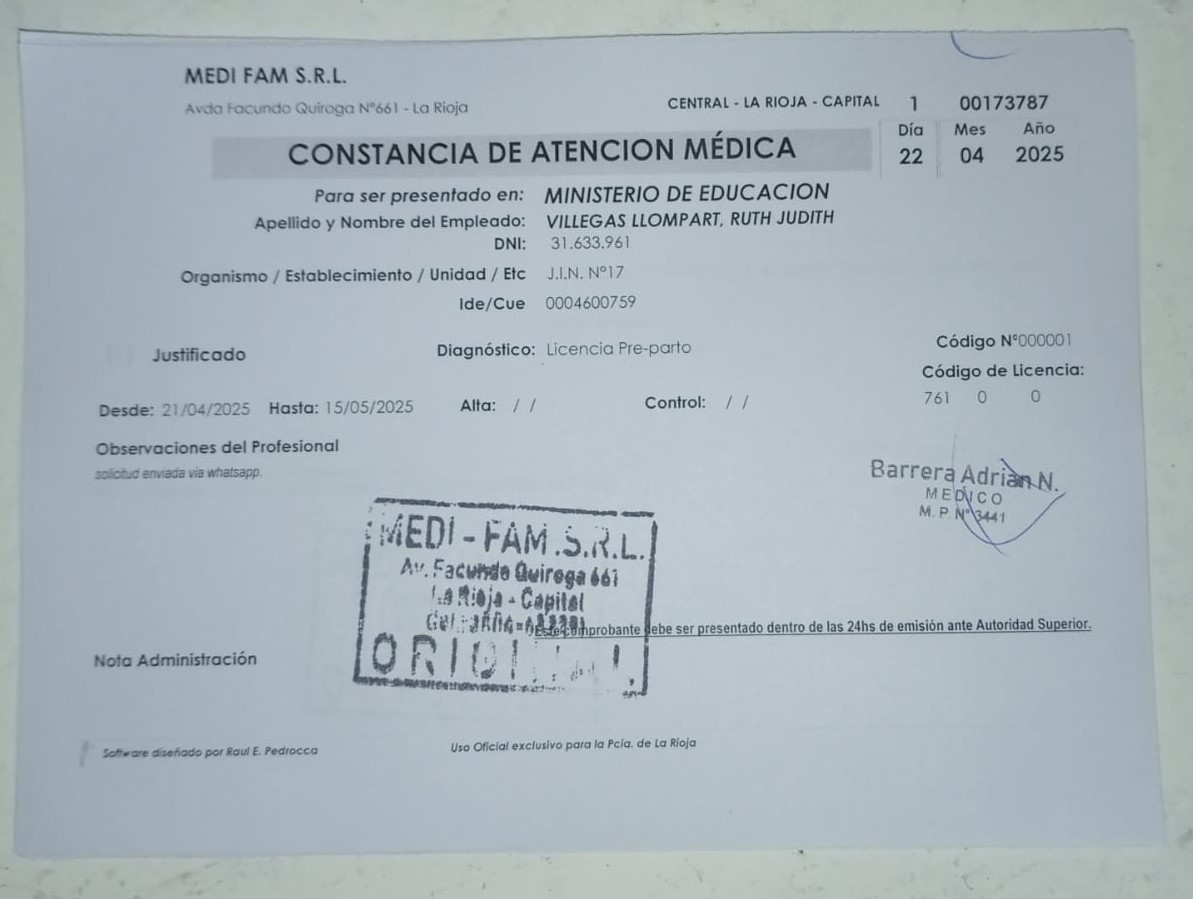 MEDI FAM S.R.L.
Avda Facundo Quiroga Nº661 - La Rioja
CENTRAL - LA RIOJA - CAPITAL 1 00173787
Día Mes Año
22 04 2025
CONSTANCIA DE ATENCION MÉDICA
Para ser presentado en: MINISTERIO DE EDUCACION
Apellido y Nombre del Empleado: VILLEGAS LLOMPART, RUTH JUDITH
DNI: 31.633.961
Organismo / Establecimiento / Unidad / Etc J.I.N. Nº17
Ide/Cue 0004600759
Justificado
Diagnóstico: Licencia Pre-parto
Código Nº000001
Código de Licencia:
761 0 0
Desde: 21/04/2025 Hasta: 15/05/2025 Alta: / / Control: / /
Observaciones del Profesional
solicitud enviada via whatsapp.
Barrera Adrian N.
MEDICO
M. P. Nº 3441
MEDI - FAM .S.R.L.
Av. Facundo Quiroga 661
La Rioja - Capital
Este comprobante debe ser presentado dentro de las 24hs de emisión ante Autoridad Superior.
Nota Administración
Software diseñado por Raul E. Pedrocca
Uso Oficial exclusivo para la Pcia. de La Rioja